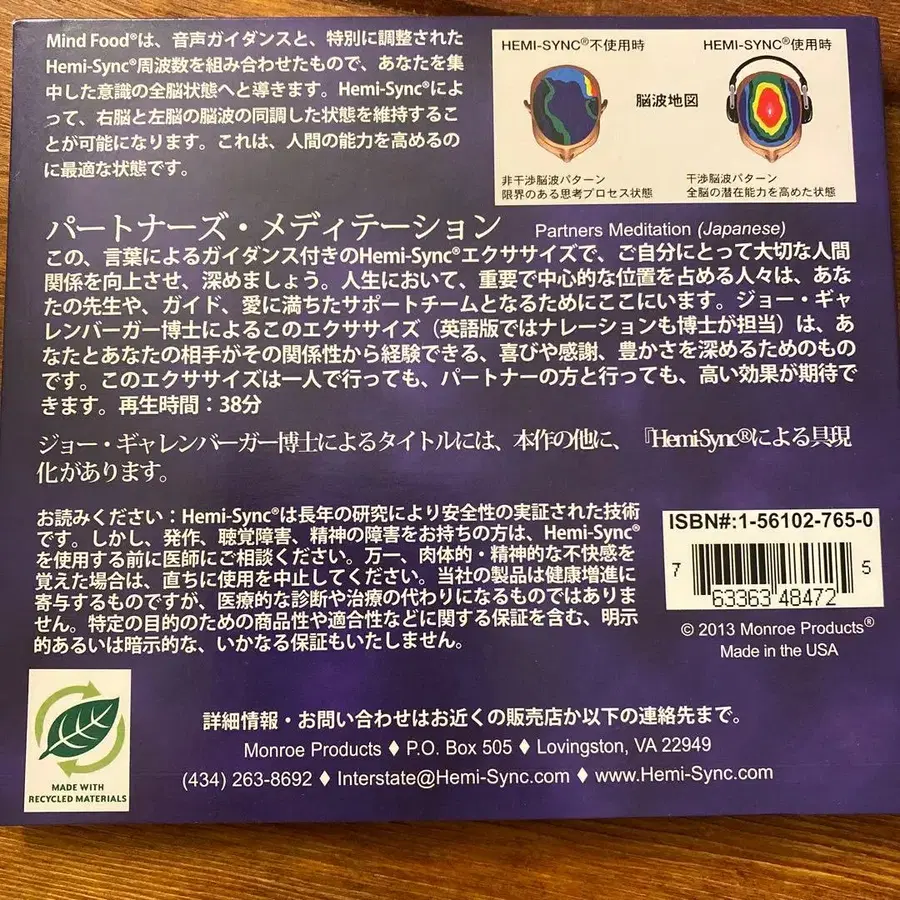 Mind Food®は、音声ガイダンスと、特別に調整された
Hemi-Sync®周波数を組み合わせたもので、あなたを集
中した意識の全脳状態へと導きます。Hemi-Sync®によ
って、右脳と左脳の脳波の同調した状態を維持するこ
とが可能になります。これは、人間の能力を高めるの
に最適な状態です。
HEMI-SYNC®不使用時
HEMI-SYNC®使用時
脳波地図
非干渉脳波パターン
限界のある思考プロセス状態
干渉脳波パターン
全脳の潜在能力を高めた状態
パートナーズ・メディテーション Partners Meditation (Japanese)
この、言葉によるガイダンス付きのHemi-Sync®エクササイズで、ご自分にとって大切な人間
関係を向上させ、深めましょう。人生において、重要で中心的な位置を占める人々は、あな
たの先生や、ガイド、愛に満ちたサポートチームとなるためにここにいます。ジョー・ギャ
レンバーガー博士によるこのエクササイズ（英語版ではナレーションも博士が担当）は、あ
なたとあなたの相手がその関係性から経験できる、喜びや感謝、豊かさを深めるためのもの
です。このエクササイズは一人で行っても、パートナーの方と行っても、高い効果が期待で
きます。再生時間：38分
ジョー・ギャレンバーガー博士によるタイトルには、本作の他に、『Hemi-Sync®による具現
化があります。
お読みください：Hemi-Sync®は長年の研究により安全性の実証された技術
です。しかし、発作、聴覚障害、精神の障害をお持ちの方は、Hemi-Sync®
を使用する前に医師にご相談ください。万一、肉体的・精神的な不快感を
覚えた場合は、直ちに使用を中止してください。当社の製品は健康増進に
寄与するものですが、医療的な診断や治療の代わりになるものではありま
せん。特定の目的のための商品性や適合性などに関する保証を含む、明示
的あるいは暗示的な、いかなる保証もいたしません。
ISBN#:1-56102-765-0
7 63363 48472 5
© 2013 Monroe Products®
Made in the USA
MADE WITH
RECYCLED MATERIALS
詳細情報・お問い合わせはお近くの販売店か以下の連絡先まで。
Monroe Products ♦ P.O. Box 505 ♦ Lovingston, VA 22949
(434) 263-8692 ♦ Interstate@Hemi-Sync.com ♦ www.Hemi-Sync.com